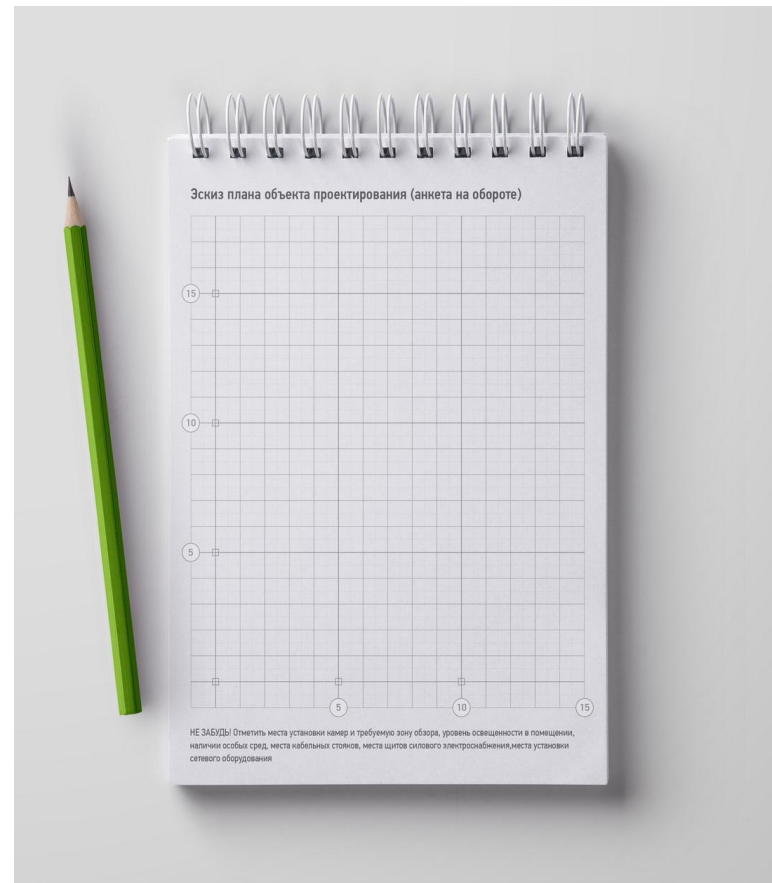 Эскиз плана объекта проектирования (анкета на обороте)
15
10
5
5
10
15
НЕ ЗАБУДЬ! Отметить места установки камер и требуемую зону обзора, уровень освещенности в помещении,
наличии особых сред, места кабельных стояков, места щитов силового электроснабжения,места установки
сетевого оборудования